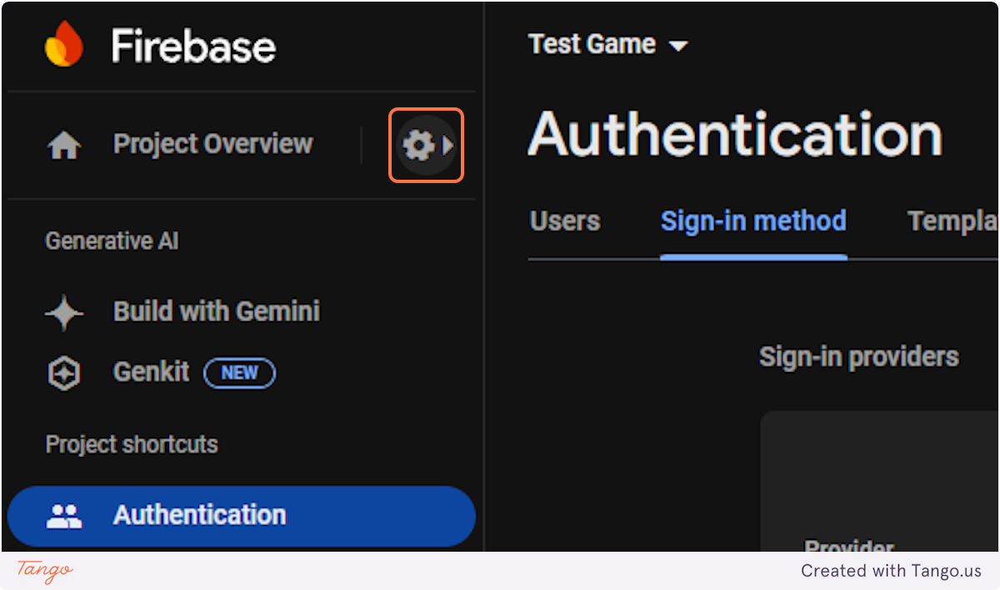 Firebase
Project Overview
Generative AI
Build with Gemini
Genkit NEW
Project shortcuts
Authentication
Test Game
Authentication
Users Sign-in method Templa
Sign-in providers
Provider
Tango
Created with Tango.us